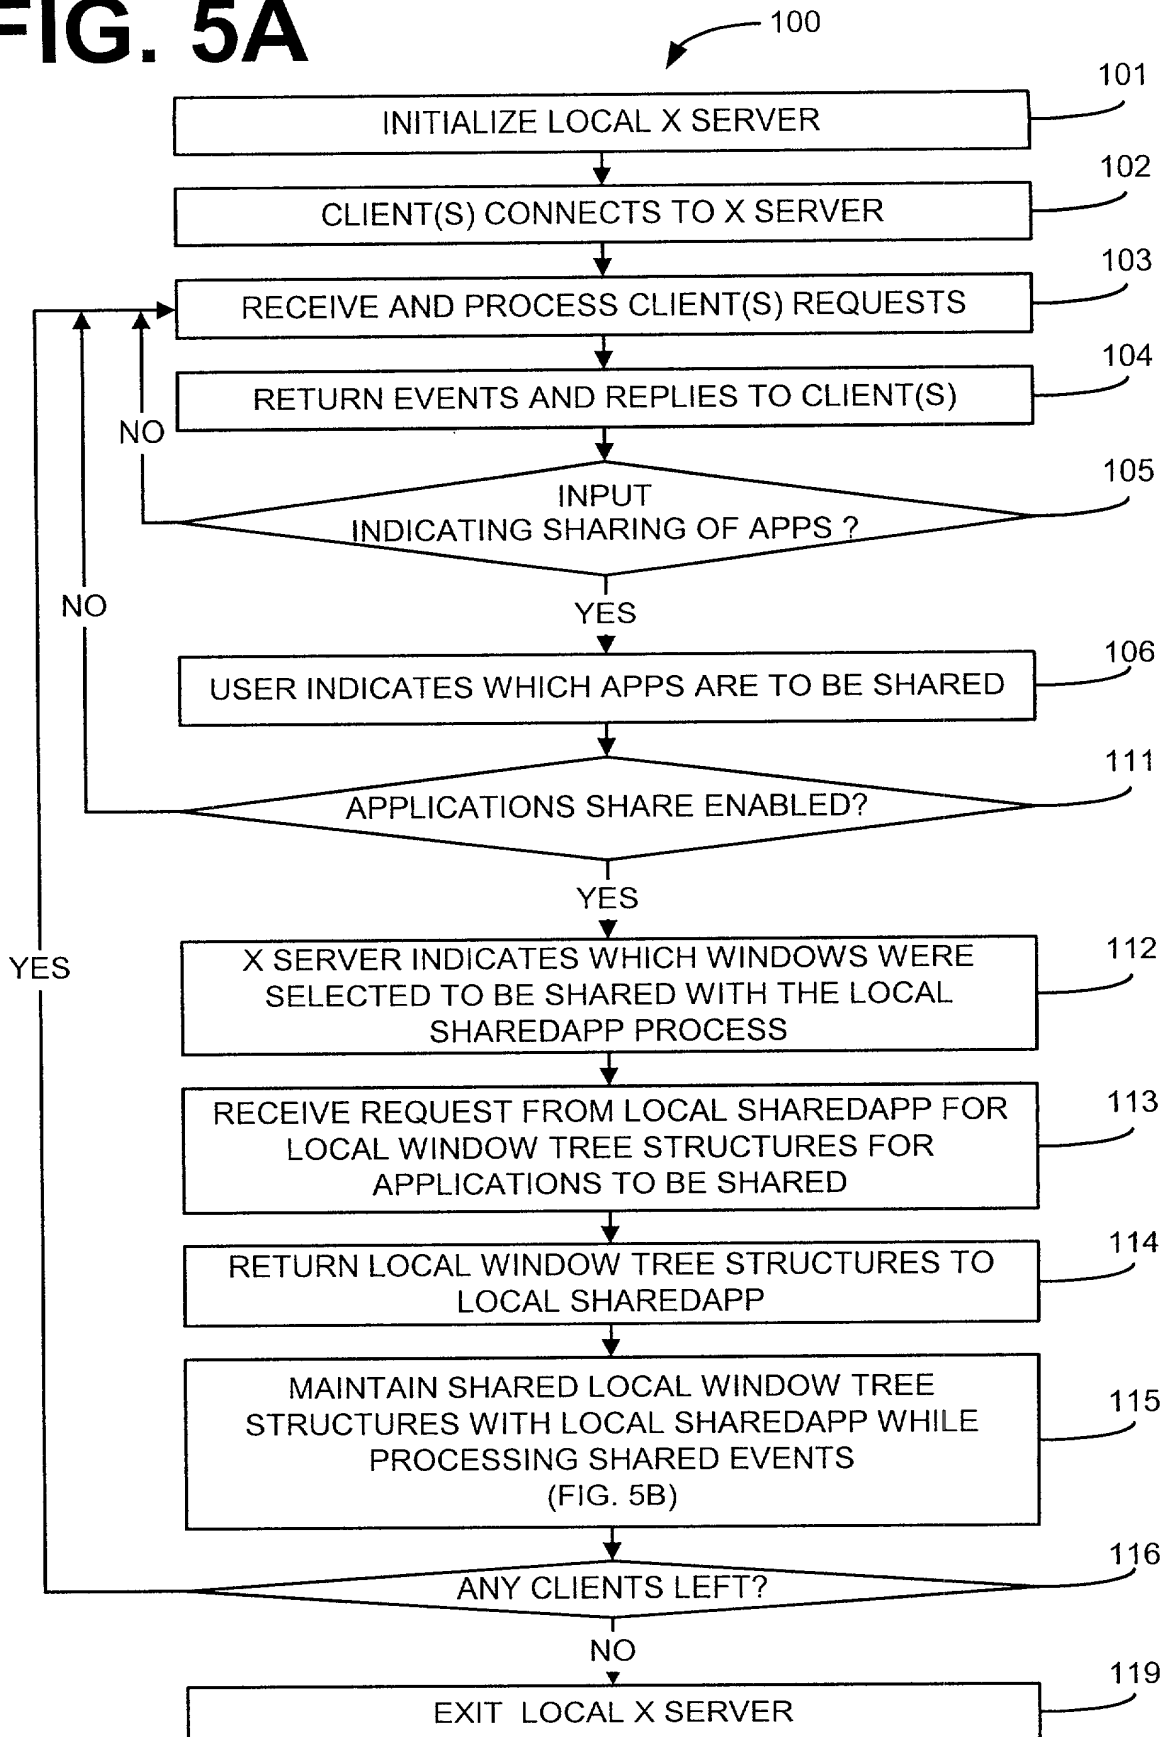 FIG. 5A
100
101
INITIALIZE LOCAL X SERVER
102
CLIENT(S) CONNECTS TO X SERVER
103
RECEIVE AND PROCESS CLIENT(S) REQUESTS
104
RETURN EVENTS AND REPLIES TO CLIENT(S)
NO
105
INPUT
INDICATING SHARING OF APPS ?
NO
YES
106
USER INDICATES WHICH APPS ARE TO BE SHARED
111
APPLICATIONS SHARE ENABLED?
YES
112
X SERVER INDICATES WHICH WINDOWS WERE
SELECTED TO BE SHARED WITH THE LOCAL
SHAREDAPP PROCESS
YES
113
RECEIVE REQUEST FROM LOCAL SHAREDAPP FOR
LOCAL WINDOW TREE STRUCTURES FOR
APPLICATIONS TO BE SHARED
114
RETURN LOCAL WINDOW TREE STRUCTURES TO
LOCAL SHAREDAPP
115
MAINTAIN SHARED LOCAL WINDOW TREE
STRUCTURES WITH LOCAL SHAREDAPP WHILE
PROCESSING SHARED EVENTS
(FIG. 5B)
116
ANY CLIENTS LEFT?
NO
119
EXIT LOCAL X SERVER